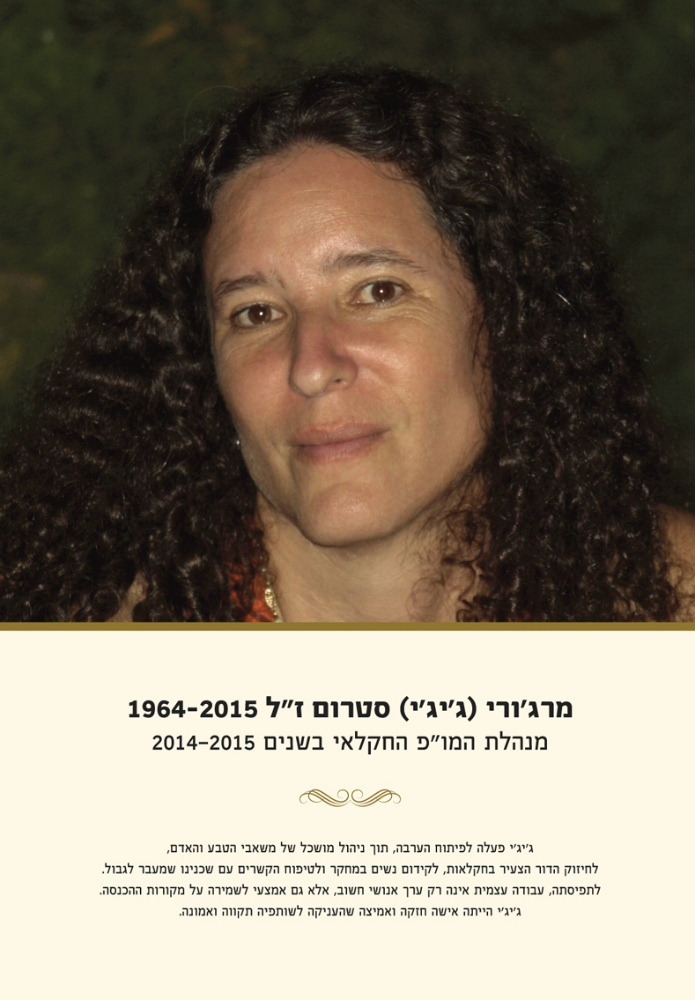 מרג'ורי (ג'יג'י) סטרום ז"ל 1964-2015
מנהלת המו"פ החקלאי בשנים 2014–2015
ג'יג'י פעלה לפיתוח הערבה, תוך ניהול מושכל של משאבי הטבע והאדם,
לחיזוק הדור הצעיר בחקלאות, לקידום נשים במחקר ולטיפוח הקשרים עם שכנינו שמעבר לגבול.
לתפיסתה, עבודה עצמית אינה רק ערך אנושי חשוב, אלא גם אמצעי לשמירה על מקורות ההכנסה.
ג'יג'י הייתה אישה חזקה ואמיצה שהעניקה לשותפיה תקווה ואמונה.